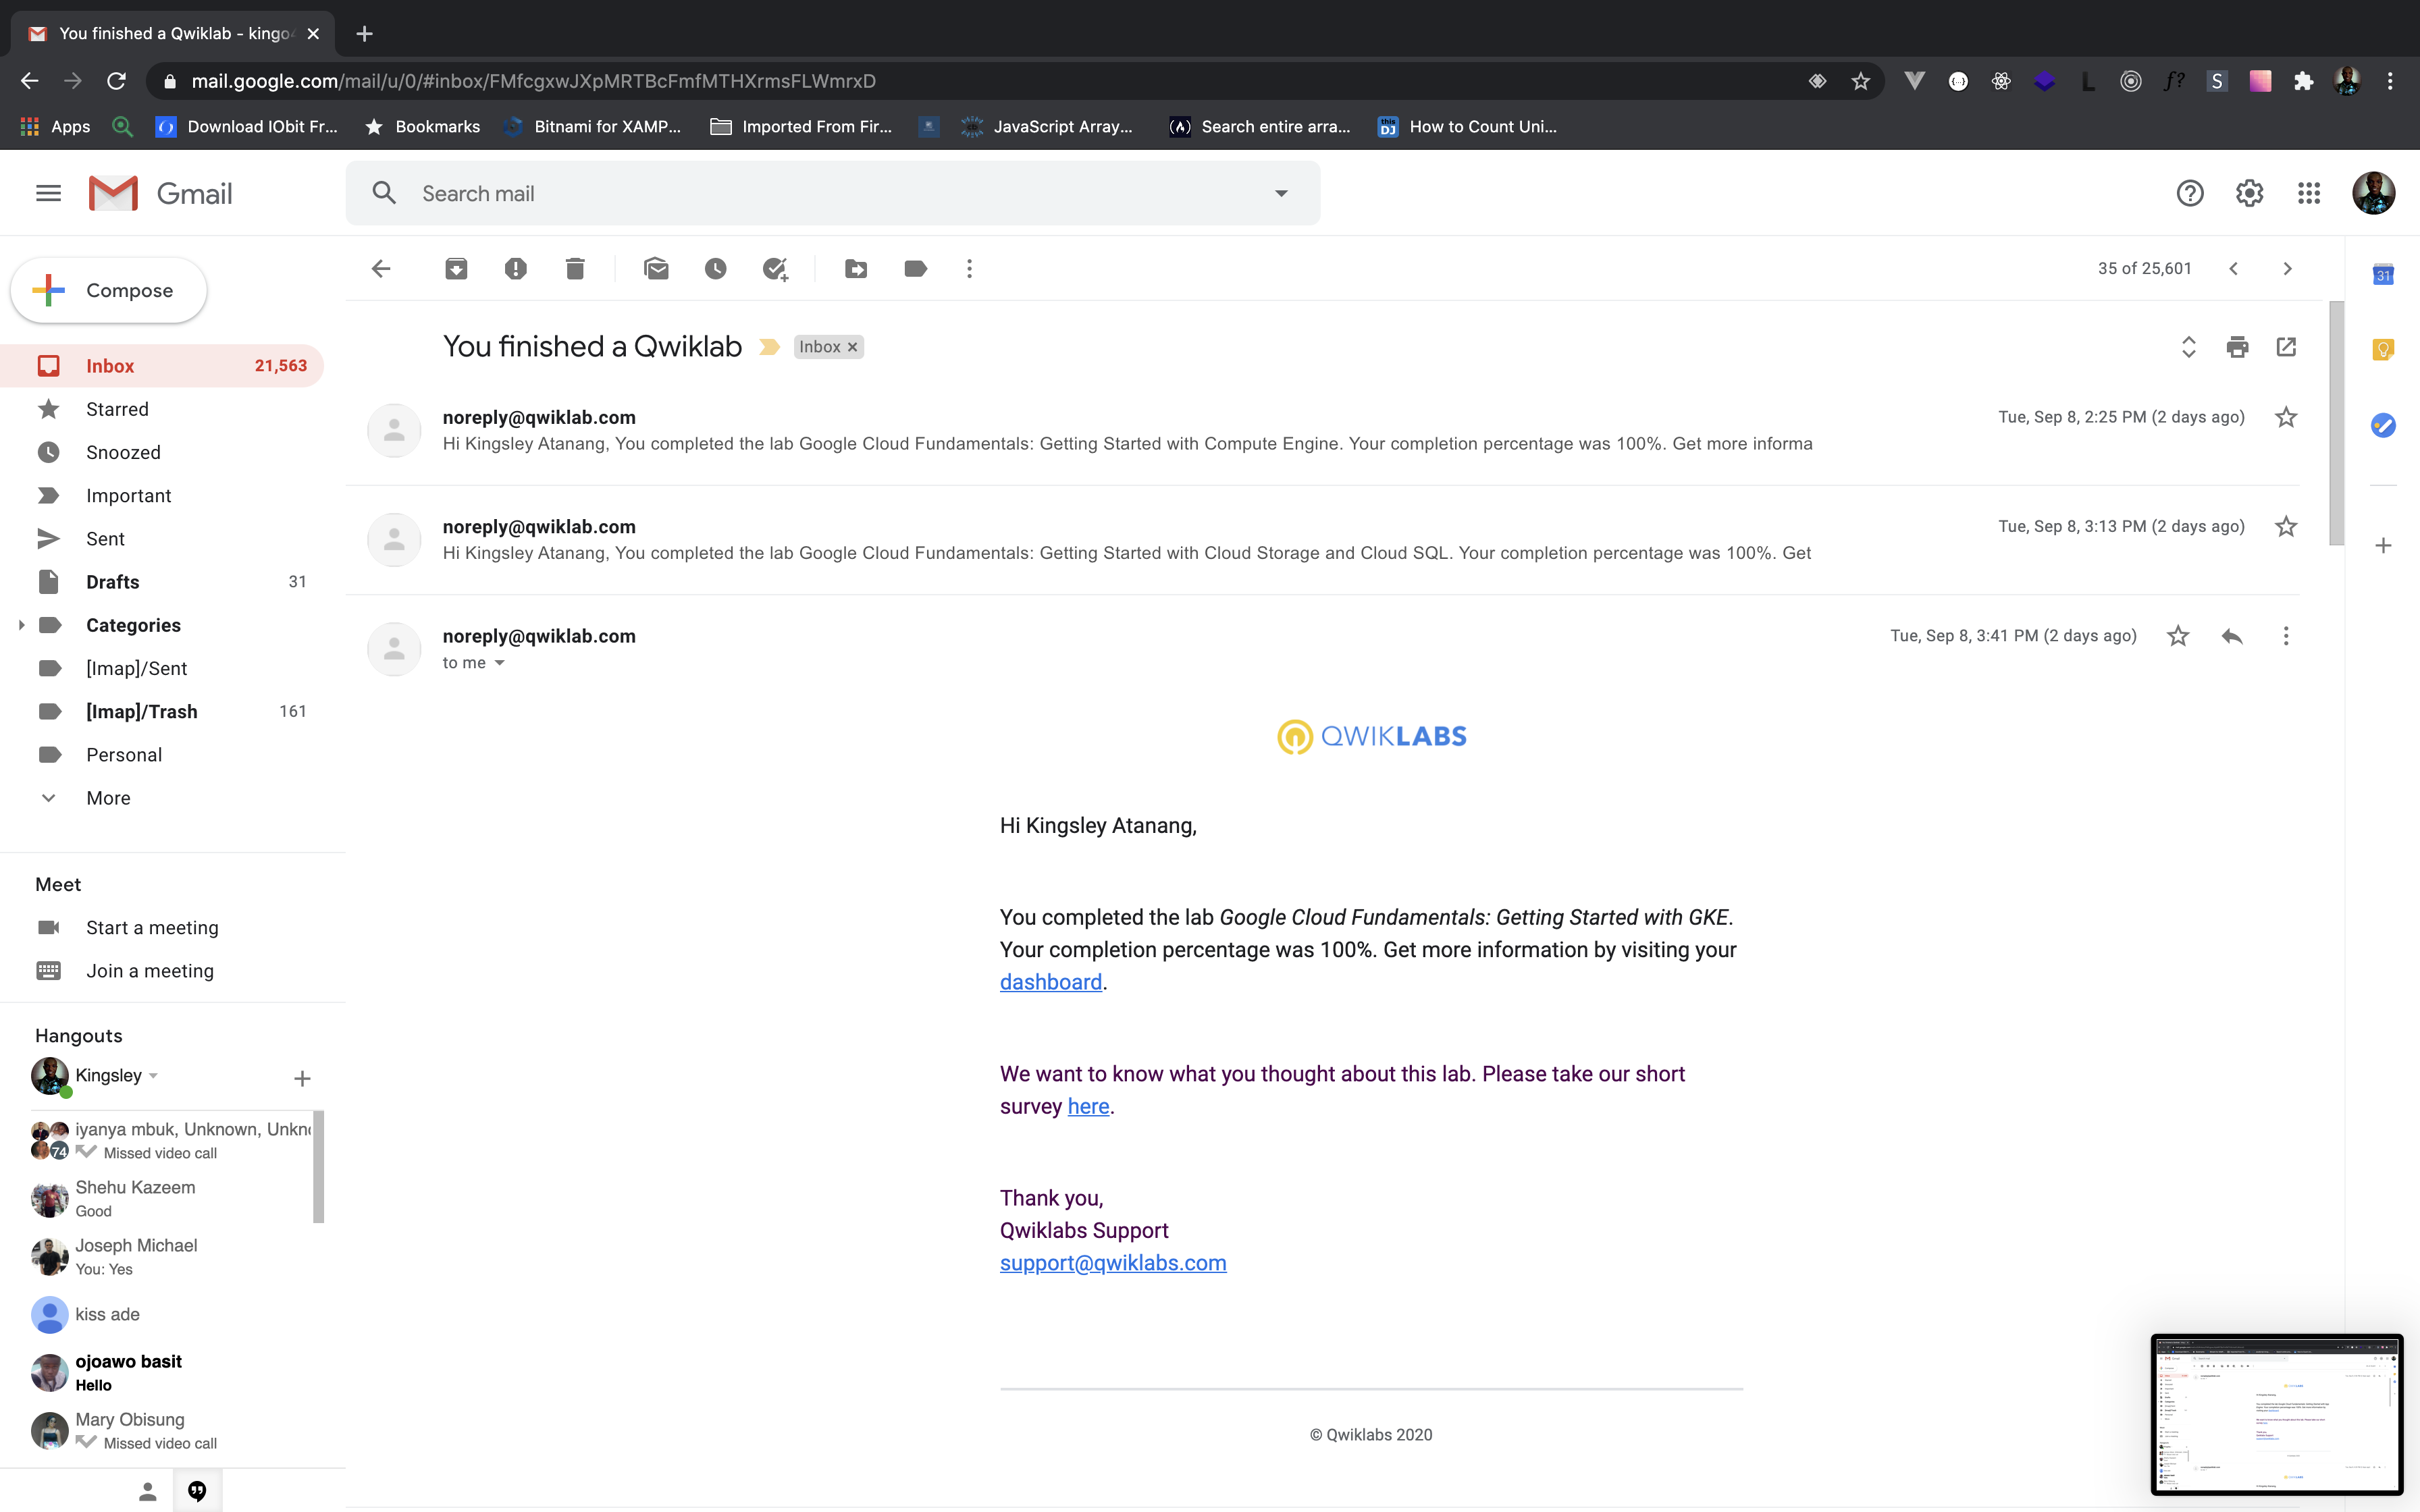 You finished a Qwiklab - kingo
mail.google.com/mail/u/0/#inbox/FMfcgxwJXpMRTBcFmfMTHXrmsFLWmrxD
Apps
Download IObit Fr...
Bookmarks
Bitnami for XAMP...
Imported From Fir...
JavaScript Array...
Search entire arra...
this DJ
How to Count Uni...
Gmail
Search mail
35 of 25,601
31
Compose
Inbox 21,563
Starred
Snoozed
Important
Sent
Drafts 31
Categories
[Imap]/Sent
[Imap]/Trash 161
Personal
More
Meet
Start a meeting
Join a meeting
Hangouts
Kingsley
iyanya mbuk, Unknown, Unkn
74
Missed video call
Shehu Kazeem
Good
Joseph Michael
You: Yes
kiss ade
ojoawo basit
Hello
Mary Obisung
Missed video call
You finished a Qwiklab
Inbox
noreply@qwiklab.com
Tue, Sep 8, 2:25 PM (2 days ago)
Hi Kingsley Atanang, You completed the lab Google Cloud Fundamentals: Getting Started with Compute Engine. Your completion percentage was 100%. Get more informa
noreply@qwiklab.com
Tue, Sep 8, 3:13 PM (2 days ago)
Hi Kingsley Atanang, You completed the lab Google Cloud Fundamentals: Getting Started with Cloud Storage and Cloud SQL. Your completion percentage was 100%. Get
noreply@qwiklab.com
Tue, Sep 8, 3:41 PM (2 days ago)
to me
QWIKLABS
Hi Kingsley Atanang,
You completed the lab Google Cloud Fundamentals: Getting Started with GKE.
Your completion percentage was 100%. Get more information by visiting your
dashboard.
We want to know what you thought about this lab. Please take our short
survey here.
Thank you,
Qwiklabs Support
support@qwiklabs.com
© Qwiklabs 2020